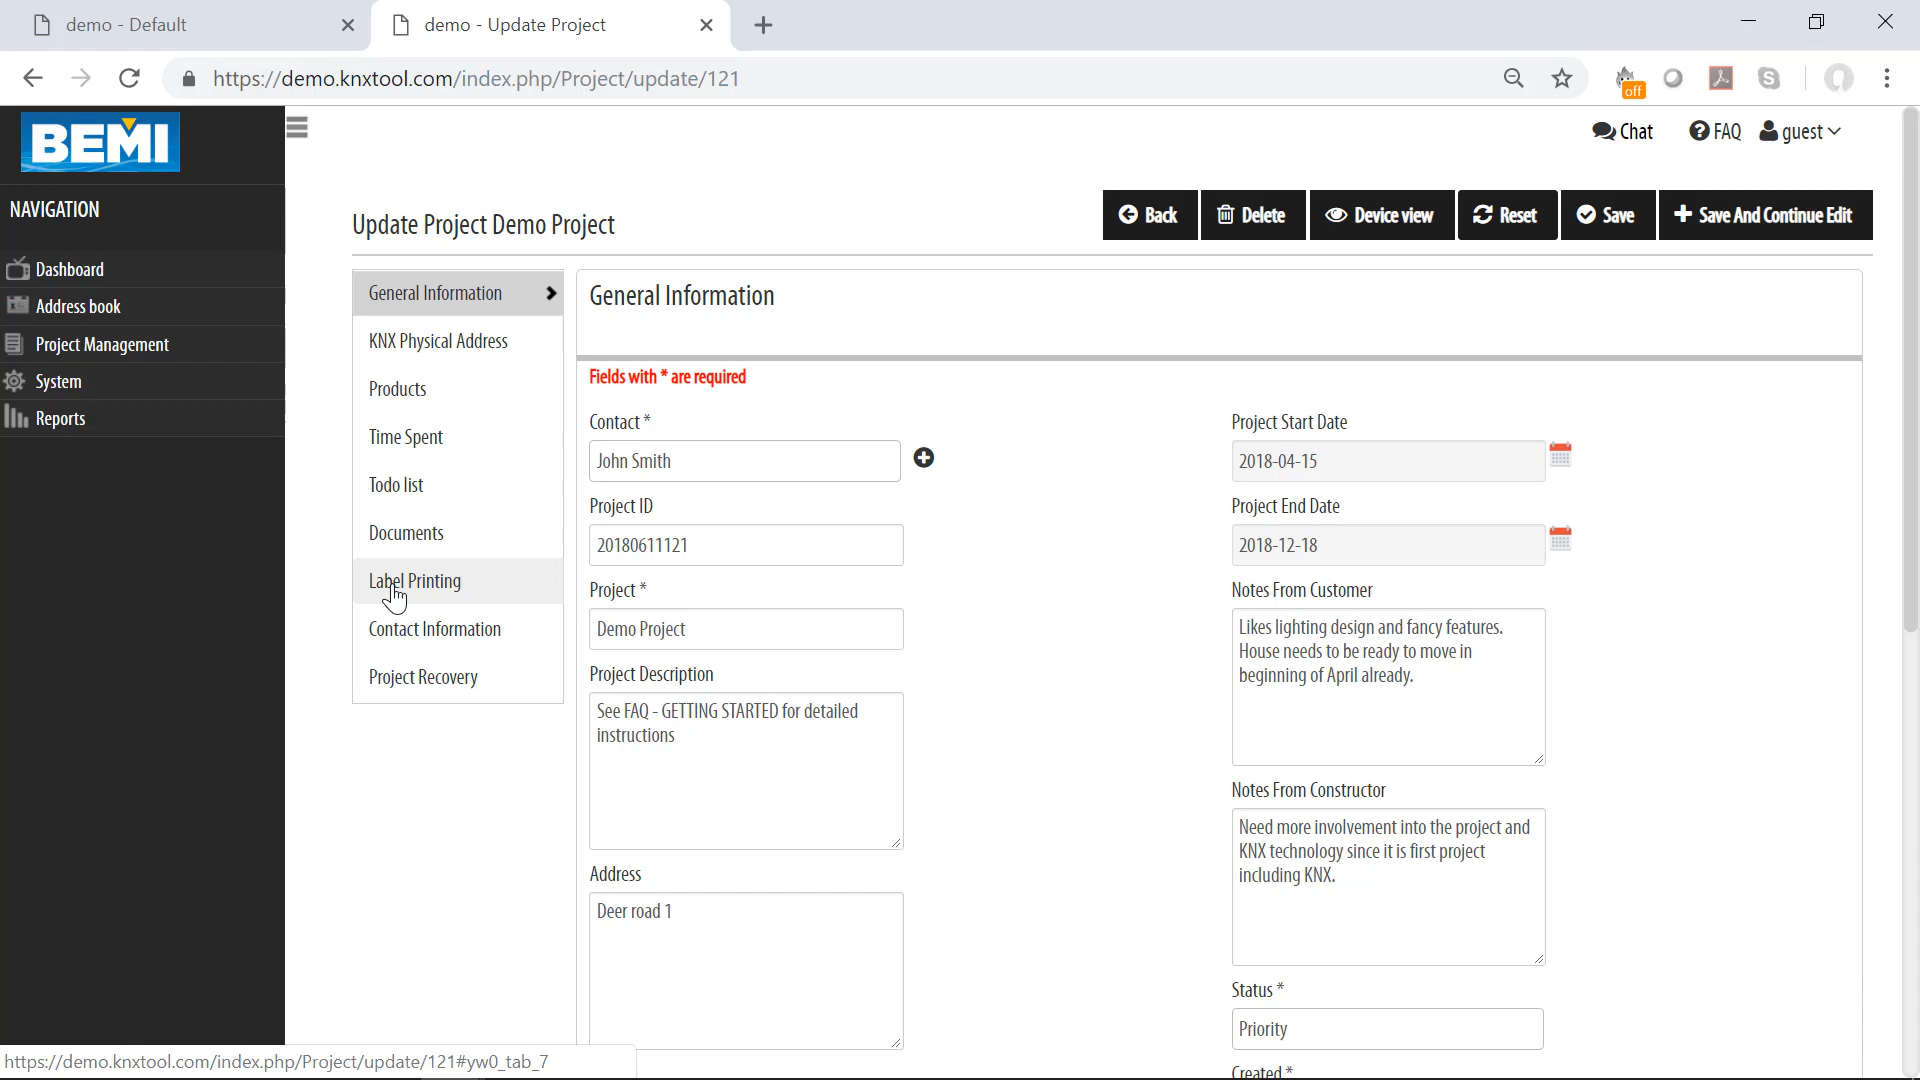 demo - Default
demo - Update Project
https://demo.knxtool.com/index.php/Project/update/121
off
BEMI
Chat
FAQ
guest
NAVIGATION
Dashboard
Address book
Project Management
System
Reports
Update Project Demo Project
Back
Delete
Device view
Reset
Save
Save And Continue Edit
General Information
KNX Physical Address
Products
Time Spent
Todo list
Documents
Label Printing
Contact Information
Project Recovery
General Information
Fields with * are required
Contact *
John Smith
Project ID
20180611121
Project *
Demo Project
Project Description
See FAQ - GETTING STARTED for detailed
instructions
Address
Deer road 1
Project Start Date
2018-04-15
Project End Date
2018-12-18
Notes From Customer
Likes lighting design and fancy features.
House needs to be ready to move in
beginning of April already.
Notes From Constructor
Need more involvement into the project and
KNX technology since it is first project
including KNX.
Status *
Priority
Created *
https://demo.knxtool.com/index.php/Project/update/121#yw0_tab_7